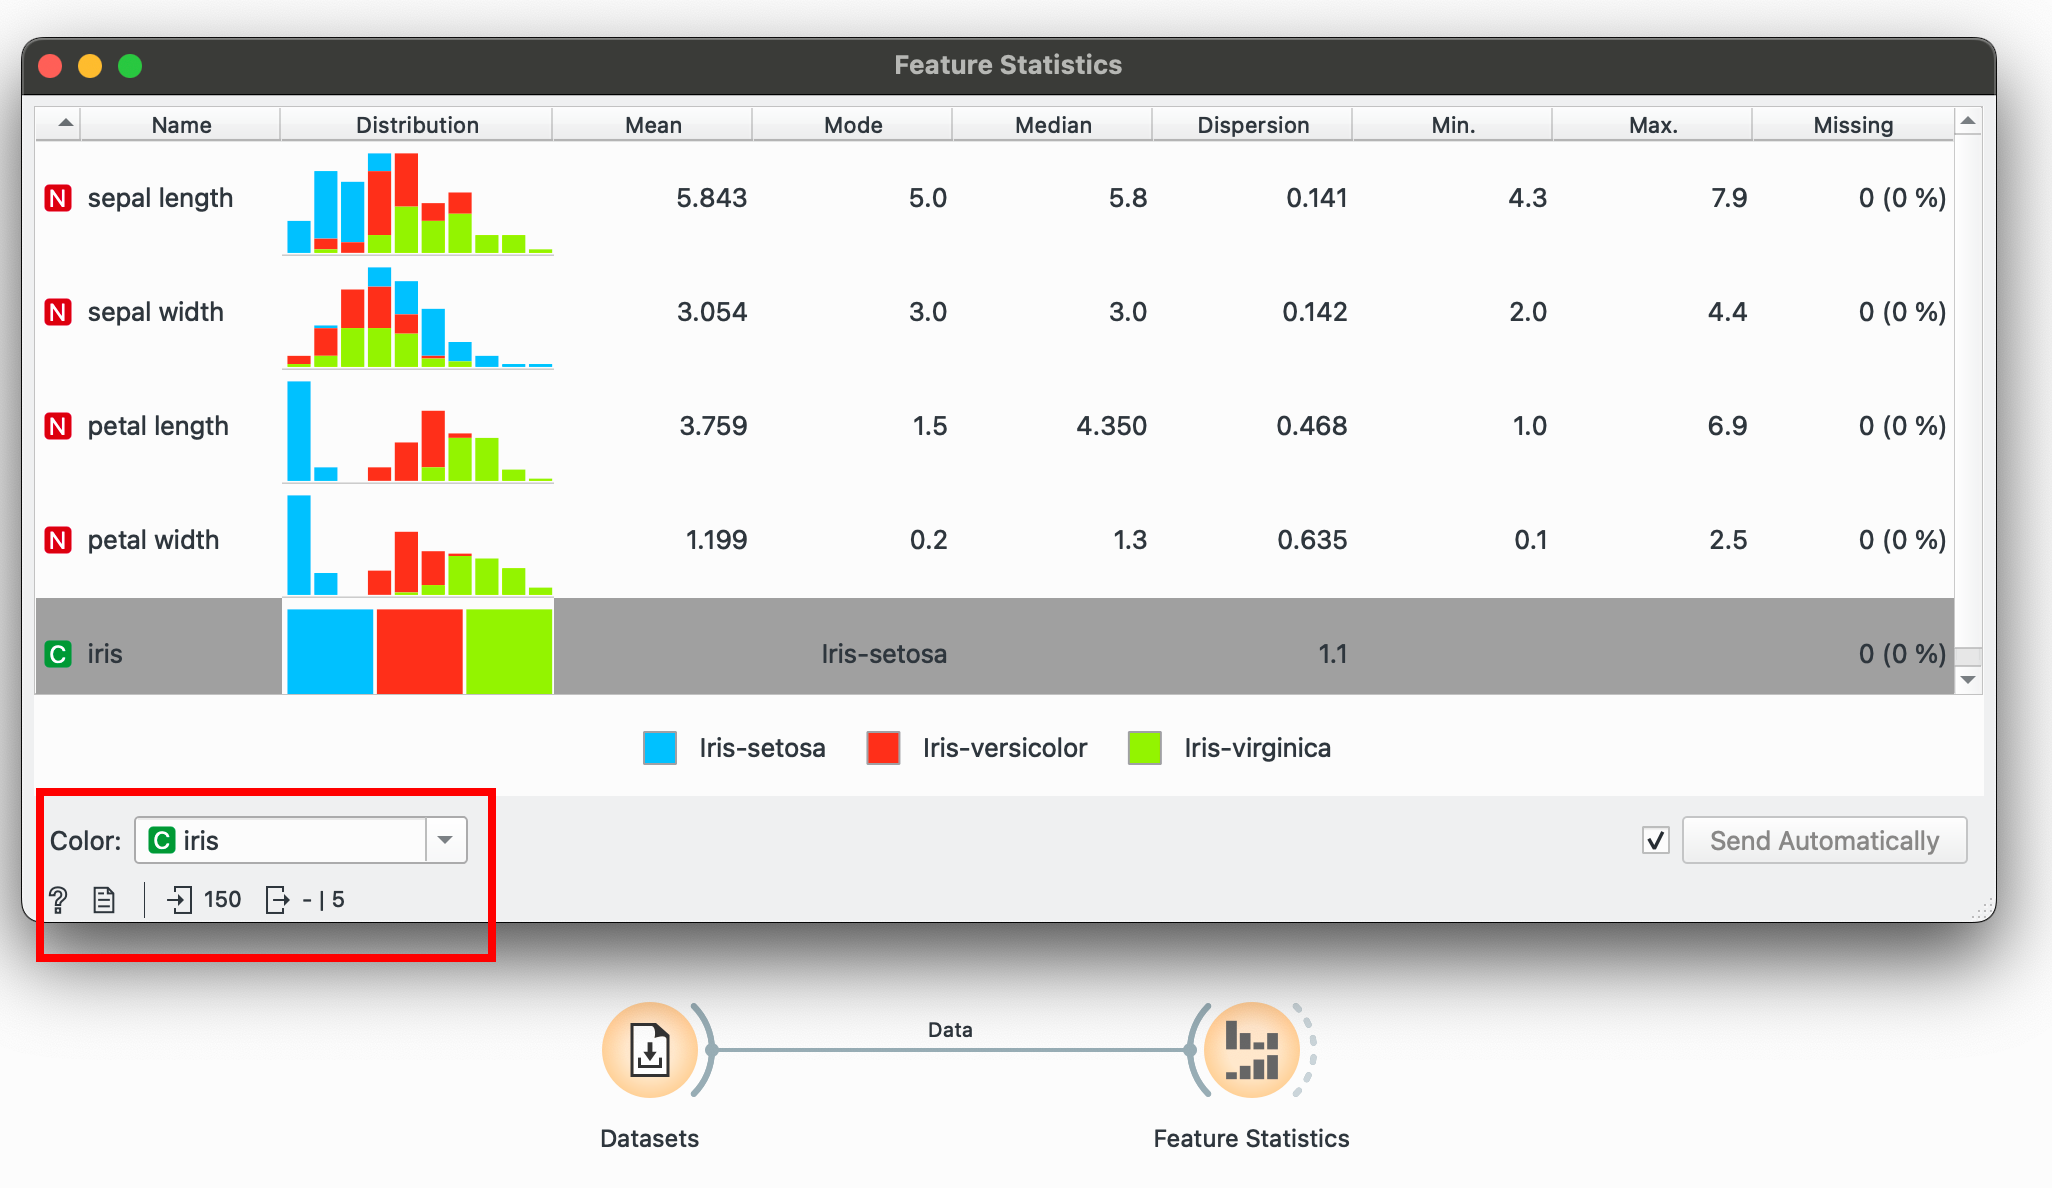 Feature Statistics
Name Distribution Mean Mode Median Dispersion Min. Max. Missing
N sepal length 5.843 5.0 5.8 0.141 4.3 7.9 0 (0 %)
N sepal width 3.054 3.0 3.0 0.142 2.0 4.4 0 (0 %)
N petal length 3.759 1.5 4.350 0.468 1.0 6.9 0 (0 %)
N petal width 1.199 0.2 1.3 0.635 0.1 2.5 0 (0 %)
C iris Iris-setosa 1.1 0 (0 %)
Iris-setosa Iris-versicolor Iris-virginica
Color: C iris Send Automatically
? 150 - | 5
Data
Datasets Feature Statistics